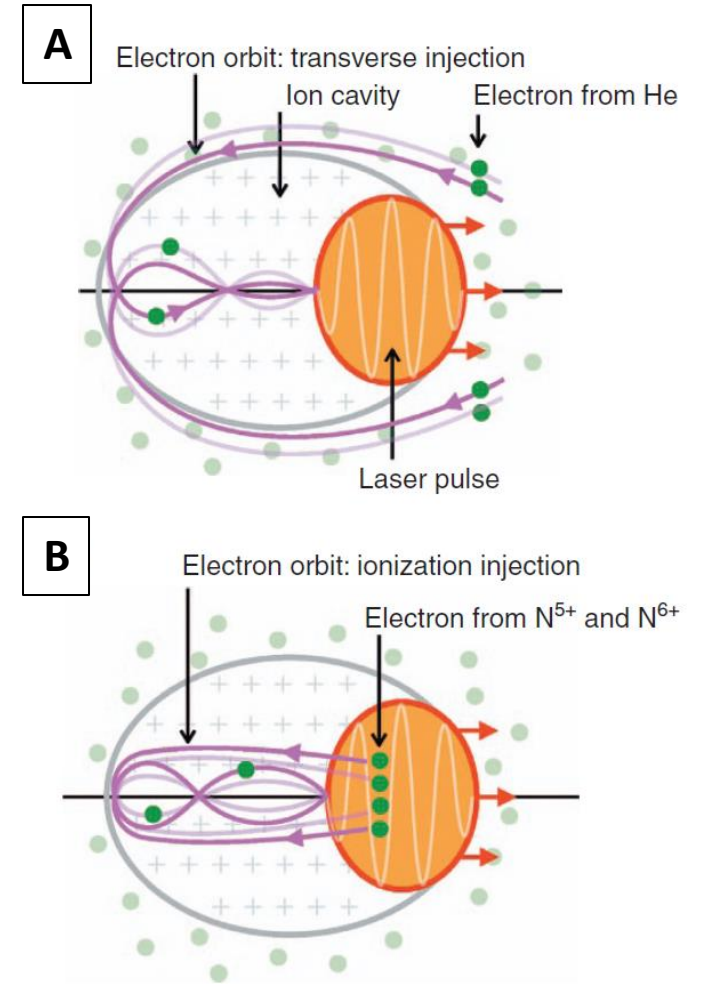 A
Electron orbit: transverse injection
Ion cavity
Electron from He
Laser pulse
B
Electron orbit: ionization injection
Electron from N⁵⁺ and N⁶⁺